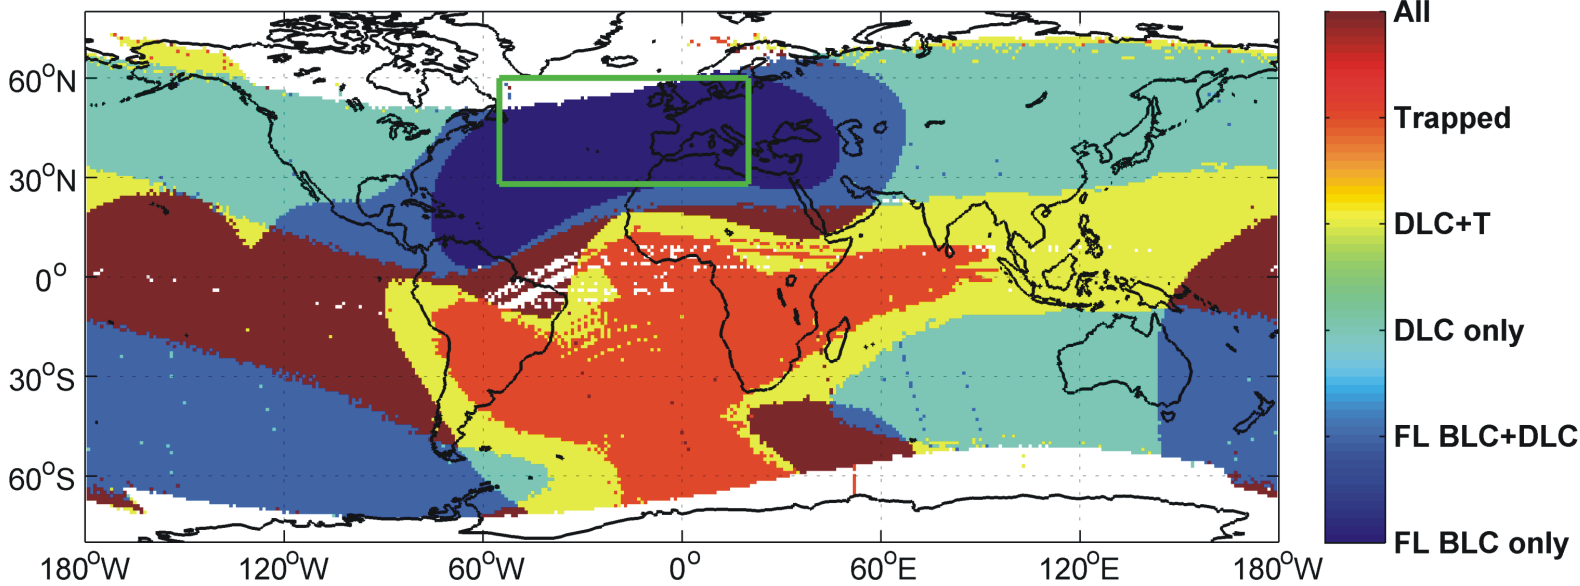 60°N
30°N
0°
30°S
60°S
180°W
120°W
60°W
0°
60°E
120°E
180°W
All
Trapped
DLC+T
DLC only
FL BLC+DLC
FL BLC only